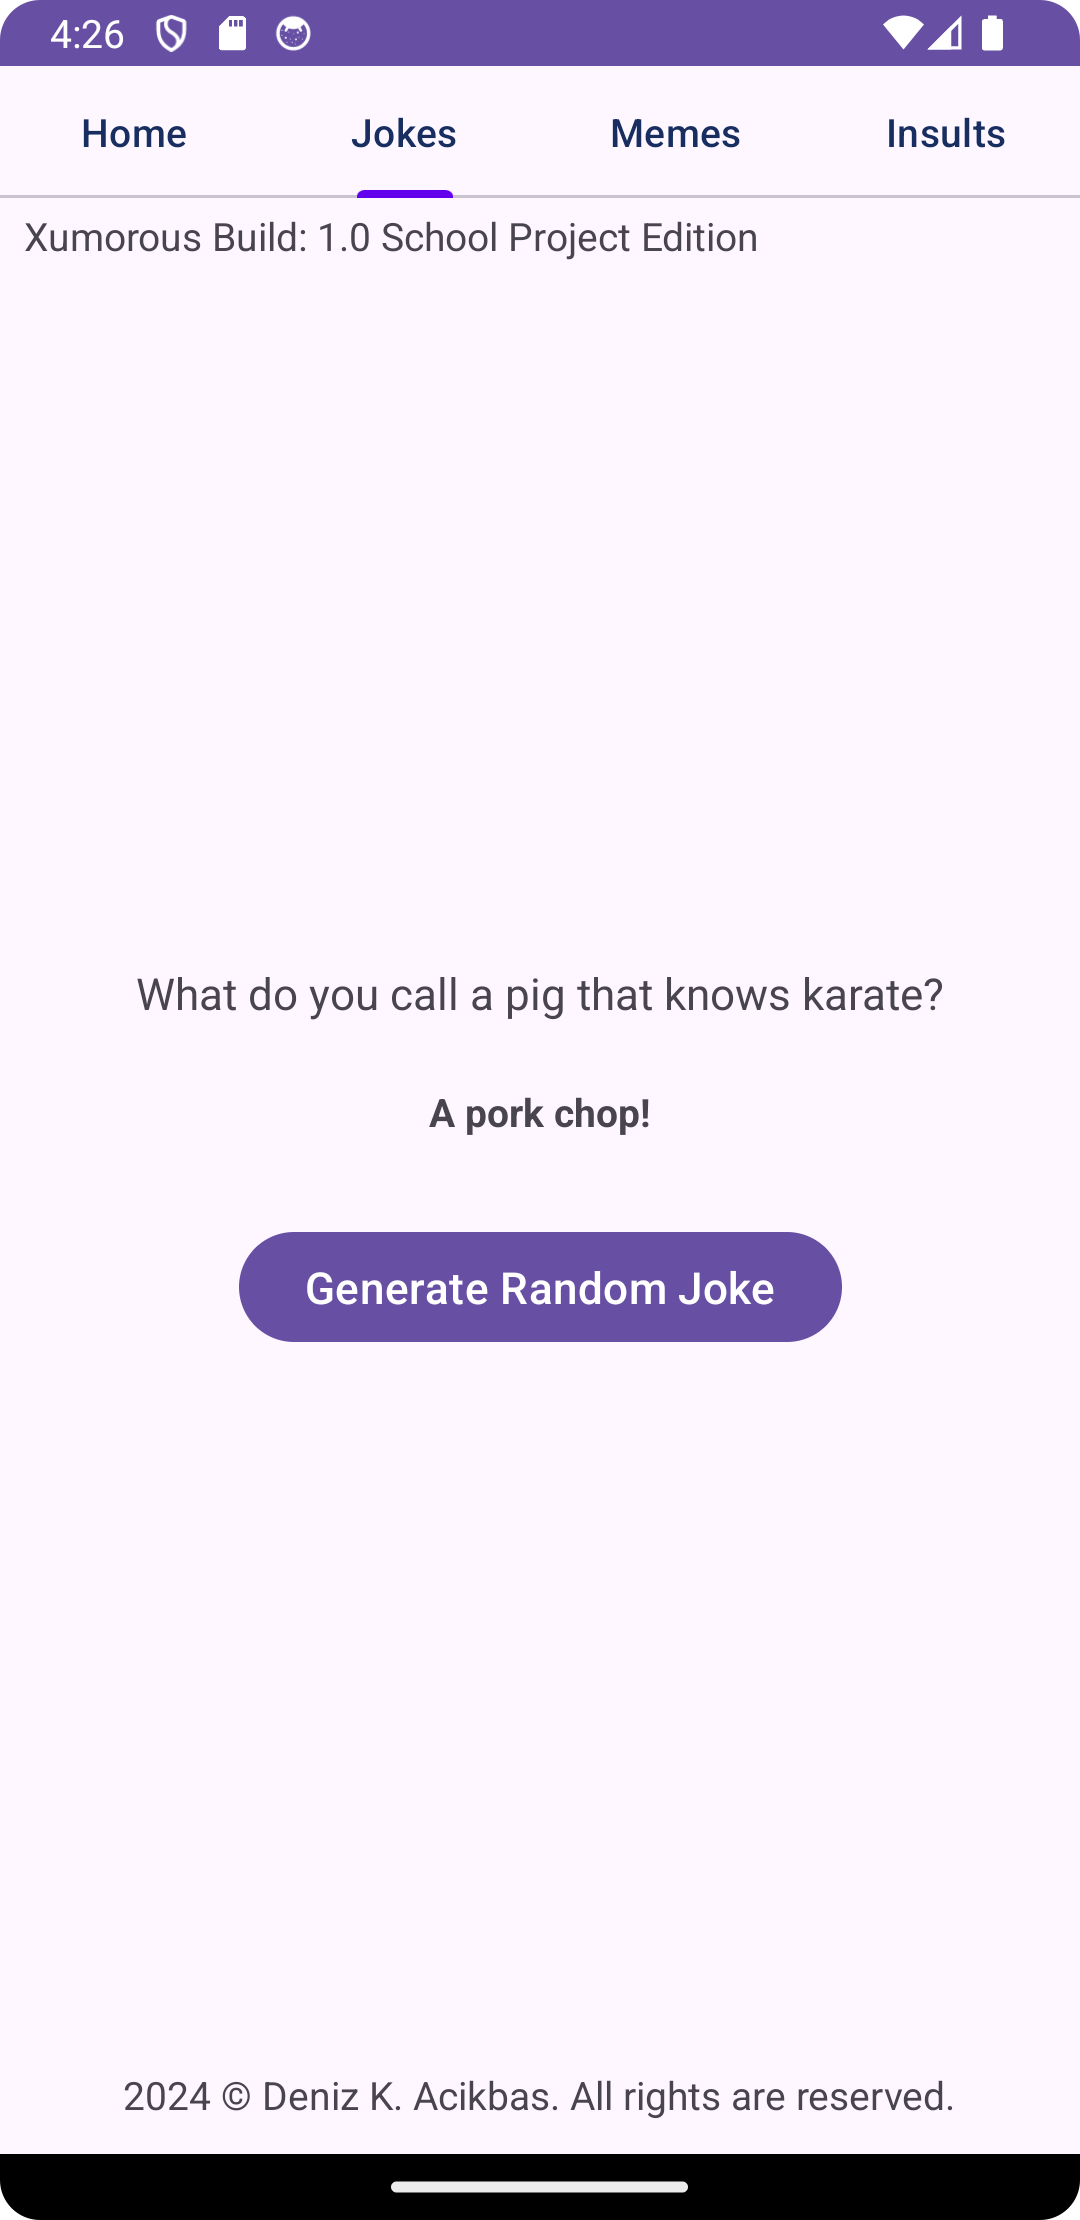 4:26
Home Jokes Memes Insults
Xumorous Build: 1.0 School Project Edition
What do you call a pig that knows karate?
A pork chop!
Generate Random Joke
2024 © Deniz K. Acikbas. All rights are reserved.